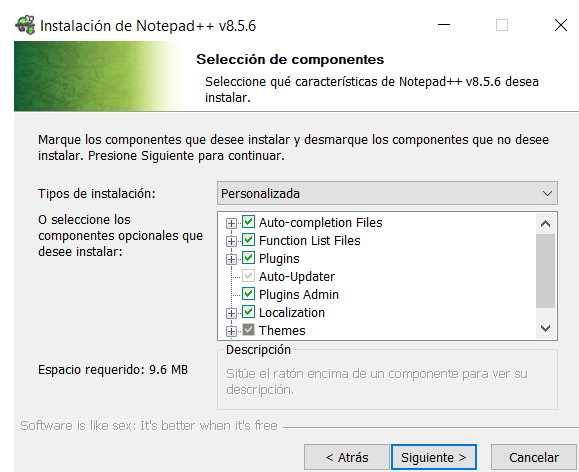 Instalación de Notepad++ v8.5.6
Selección de componentes
Seleccione qué características de Notepad++ v8.5.6 desea
instalar.
Marque los componentes que desee instalar y desmarque los componentes que no desee
instalar. Presione Siguiente para continuar.
Tipos de instalación:
Personalizada
O seleccione los
componentes opcionales que
desee instalar:
Auto-completion Files
Function List Files
Plugins
Auto-Updater
Plugins Admin
Localization
Themes
Espacio requerido: 9.6 MB
Descripción
Sitúe el ratón encima de un componente para ver su
descripción.
Software is like sex: It's better when it's free
< Atrás
Siguiente >
Cancelar